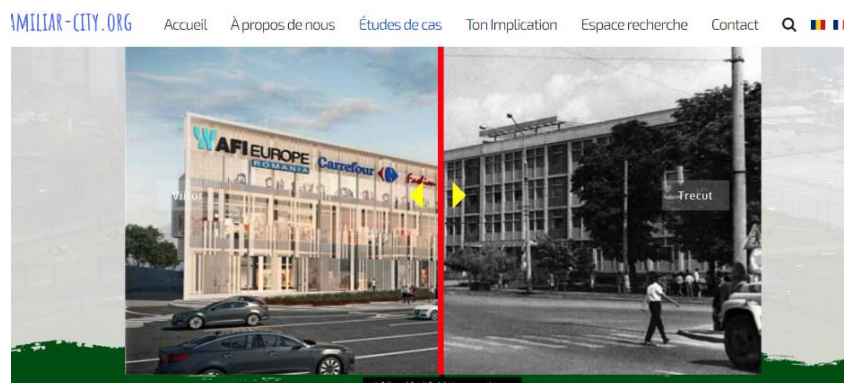 AMILIAR-CITY.ORG Accueil À propos de nous Études de cas Ton Implication Espace recherche Contact
AFI EUROPE
ROMANIA
Carrefour
Fashion
Viitor
Trecut